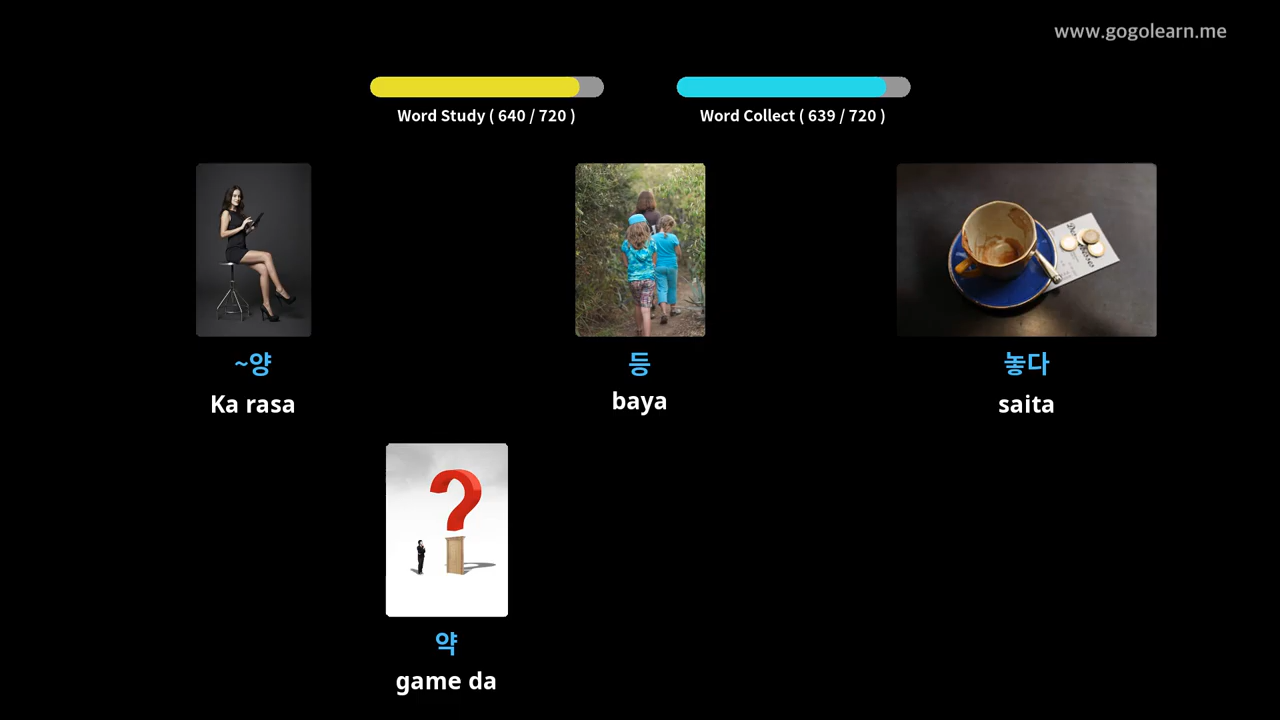 www.gogolearn.me
Word Study ( 640 / 720 )
Word Collect ( 639 / 720 )
~양
Ka rasa
등
baya
놓다
saita
약
game da